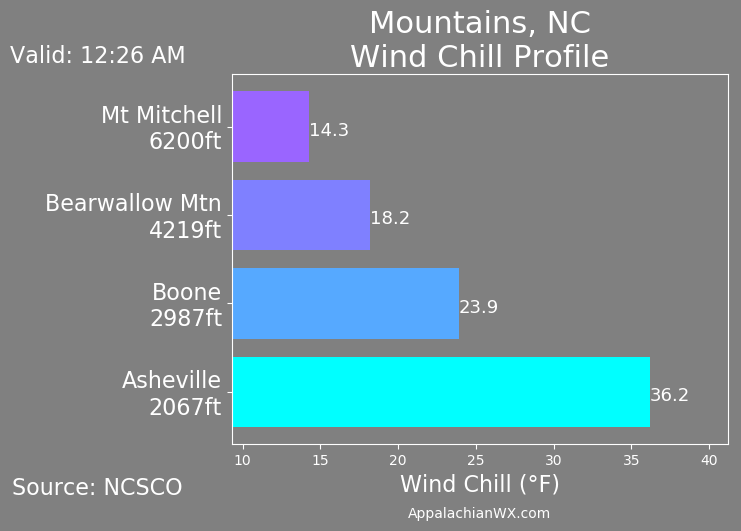 Mountains, NC
Wind Chill Profile
Valid: 12:26 AM
Mt Mitchell
6200ft
14.3
Bearwallow Mtn
4219ft
18.2
Boone
2987ft
23.9
Asheville
2067ft
36.2
10 15 20 25 30 35 40
Wind Chill (°F)
Source: NCSCO
AppalachianWX.com